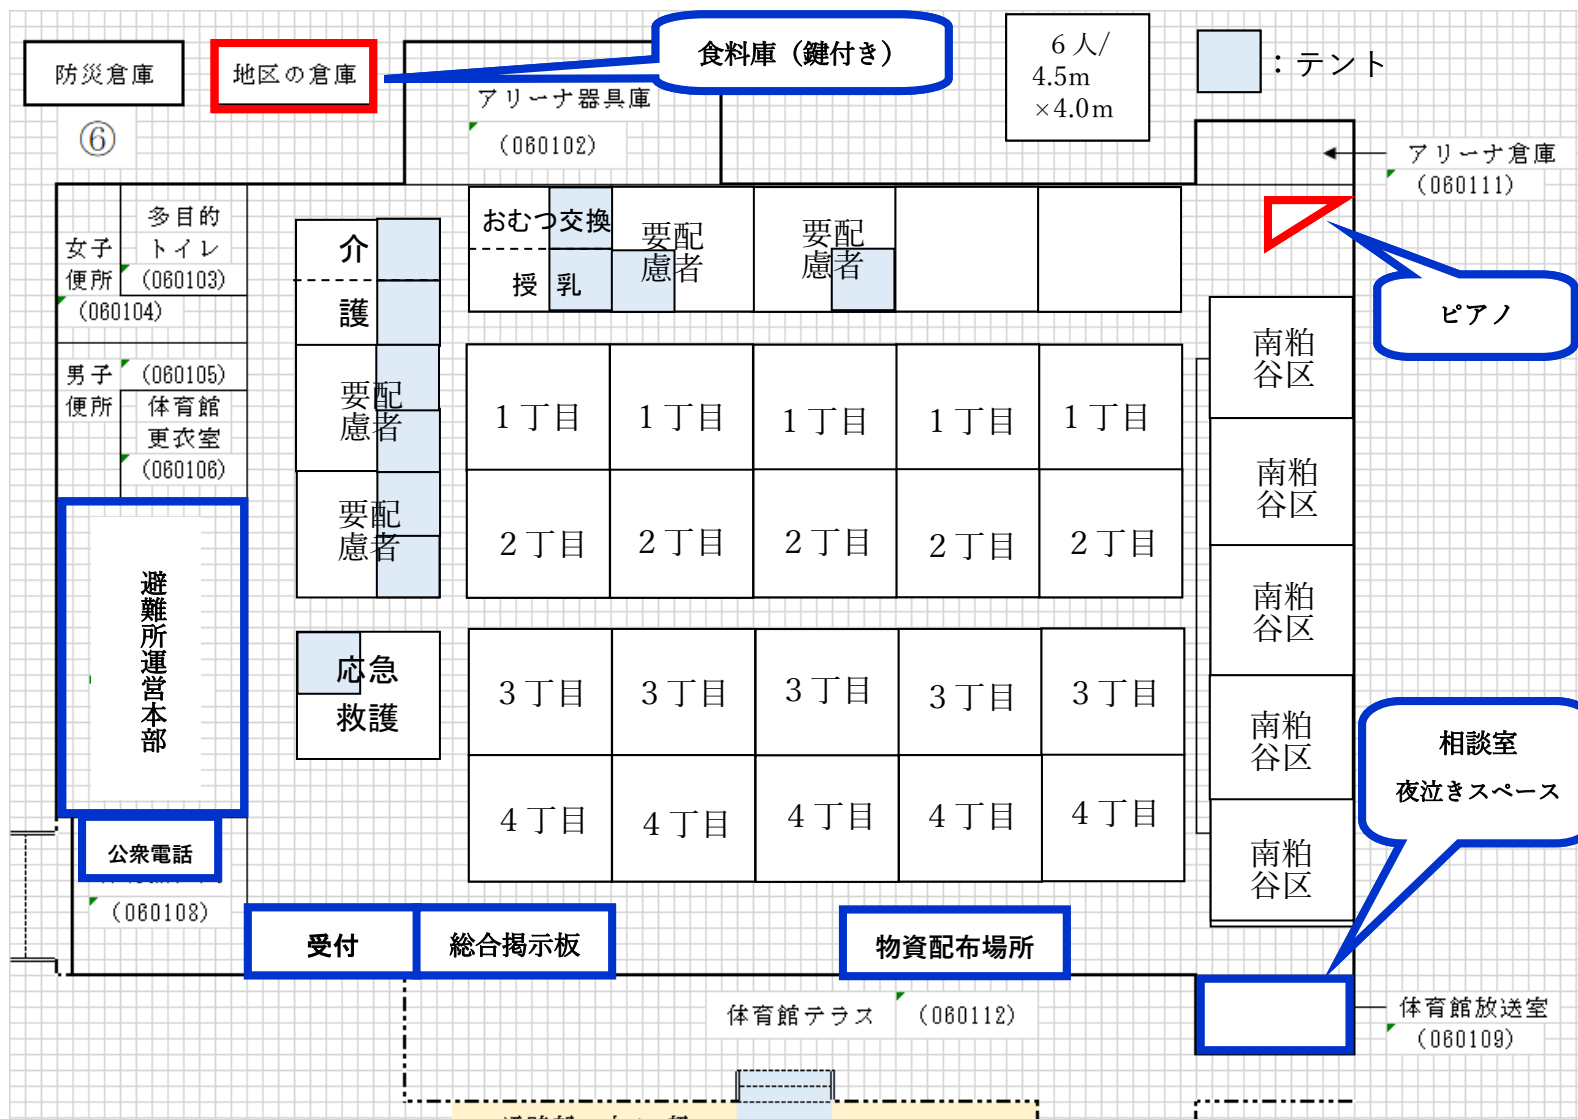 防災倉庫
地区の倉庫
食料庫（鍵付き）
6人/
4.5m
×4.0m
：テント
⑥
アリーナ器具庫
(060102)
アリーナ倉庫
(060111)
多目的
トイレ
(060103)
女子
便所
(060104)
男子
便所
(060105)
体育館
更衣室
(060106)
介
護
要配
慮者
要配
慮者
応急
救護
おむつ交換
授 乳
要配
慮者
要配
慮者
ピアノ
1丁目
1丁目
1丁目
1丁目
1丁目
2丁目
2丁目
2丁目
2丁目
2丁目
3丁目
3丁目
3丁目
3丁目
3丁目
4丁目
4丁目
4丁目
4丁目
4丁目
南粕
谷区
南粕
谷区
南粕
谷区
南粕
谷区
南粕
谷区
避難所運営本部
公衆電話
(060108)
受付
総合掲示板
物資配布場所
相談室
夜泣きスペース
体育館テラス
(060112)
体育館放送室
(060109)